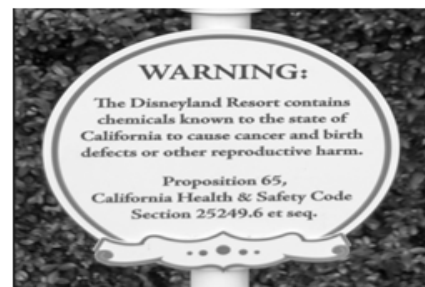 WARNING:
The Disneyland Resort contains
chemicals known to the state of
California to cause cancer and birth
defects or other reproductive harm.
Proposition 65,
California Health & Safety Code
Section 25249.6 et seq.